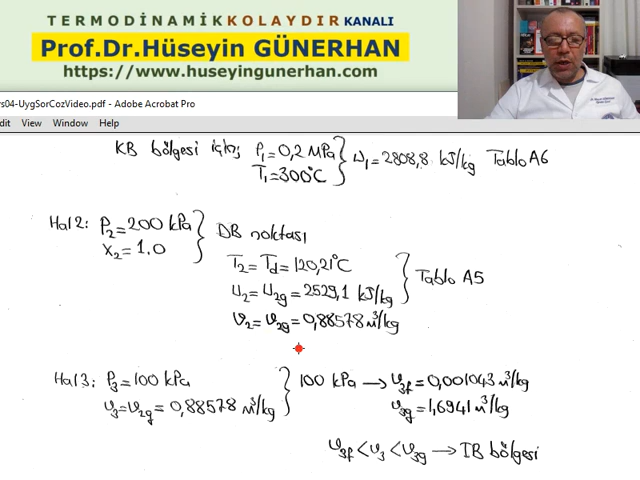 TERMODİNAMİKKOLAYDIR KANALI
Prof.Dr.Hüseyin GÜNERHAN
https://www.huseyingunerhan.com
rs04-UygSorCozVideo.pdf - Adobe Acrobat Pro
dit View Window Help
KB bölgesi için; P₁=0,2 MPa } u₁=2808,8 kJ/kg Tablo A6
T₁=300°C
Hal 2: P₂=200 kPa } DB noktası
x₂=1.0
T₂=T_d=120,21°C
u₂=u₂g=2529,1 kJ/kg } Tablo A5
v₂=v₂g=0,88578 m³/kg
Hal 3: P₃=100 kPa } 100 kPa → v₃f=0,001043 m³/kg
v₃=v₂g=0,88578 m³/kg v₃g=1,6941 m³/kg
v₃f<v₃<v₃g → IB bölgesi